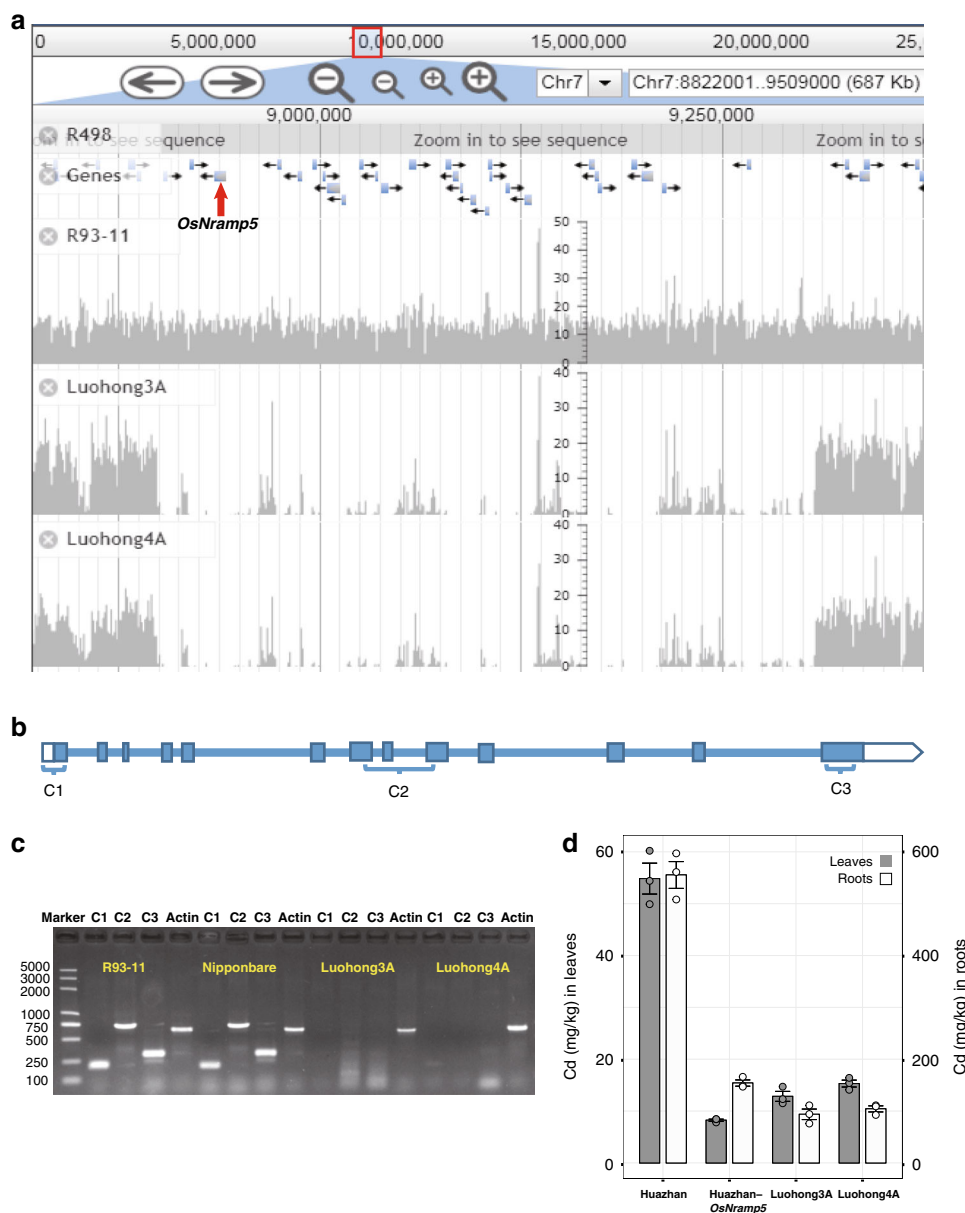 a
0 5,000,000 10,000,000 15,000,000 20,000,000 25,
Chr7 Chr7:8822001..9509000 (687 Kb)
9,000,000 9,250,000
R498 sequence Zoom in to see sequence Zoom in to s
Genes
OsNramp5
R93-11
50
40
30
20
10
0
Luohong3A
40
30
20
10
0
Luohong4A
40
30
20
10
0
b
C1 C2 C3
c
Marker C1 C2 C3 Actin C1 C2 C3 Actin C1 C2 C3 Actin C1 C2 C3 Actin
R93-11 Nipponbare Luohong3A Luohong4A
5000
3000
2000
1000
750
500
250
100
d
Leaves
Roots
Cd (mg/kg) in leaves
60
40
20
0
Cd (mg/kg) in roots
600
400
200
0
Huazhan Huazhan– Luohong3A Luohong4A
OsNramp5